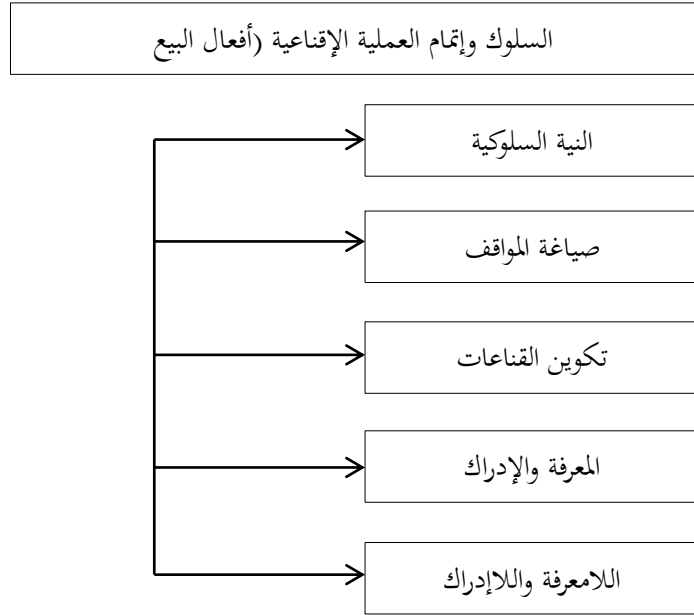 السلوك وإتمام العملية الإقناعية (أفعال البيع
النية السلوكية
صياغة المواقف
تكوين القناعات
المعرفة والإدراك
اللامعرفة واللاإدراك